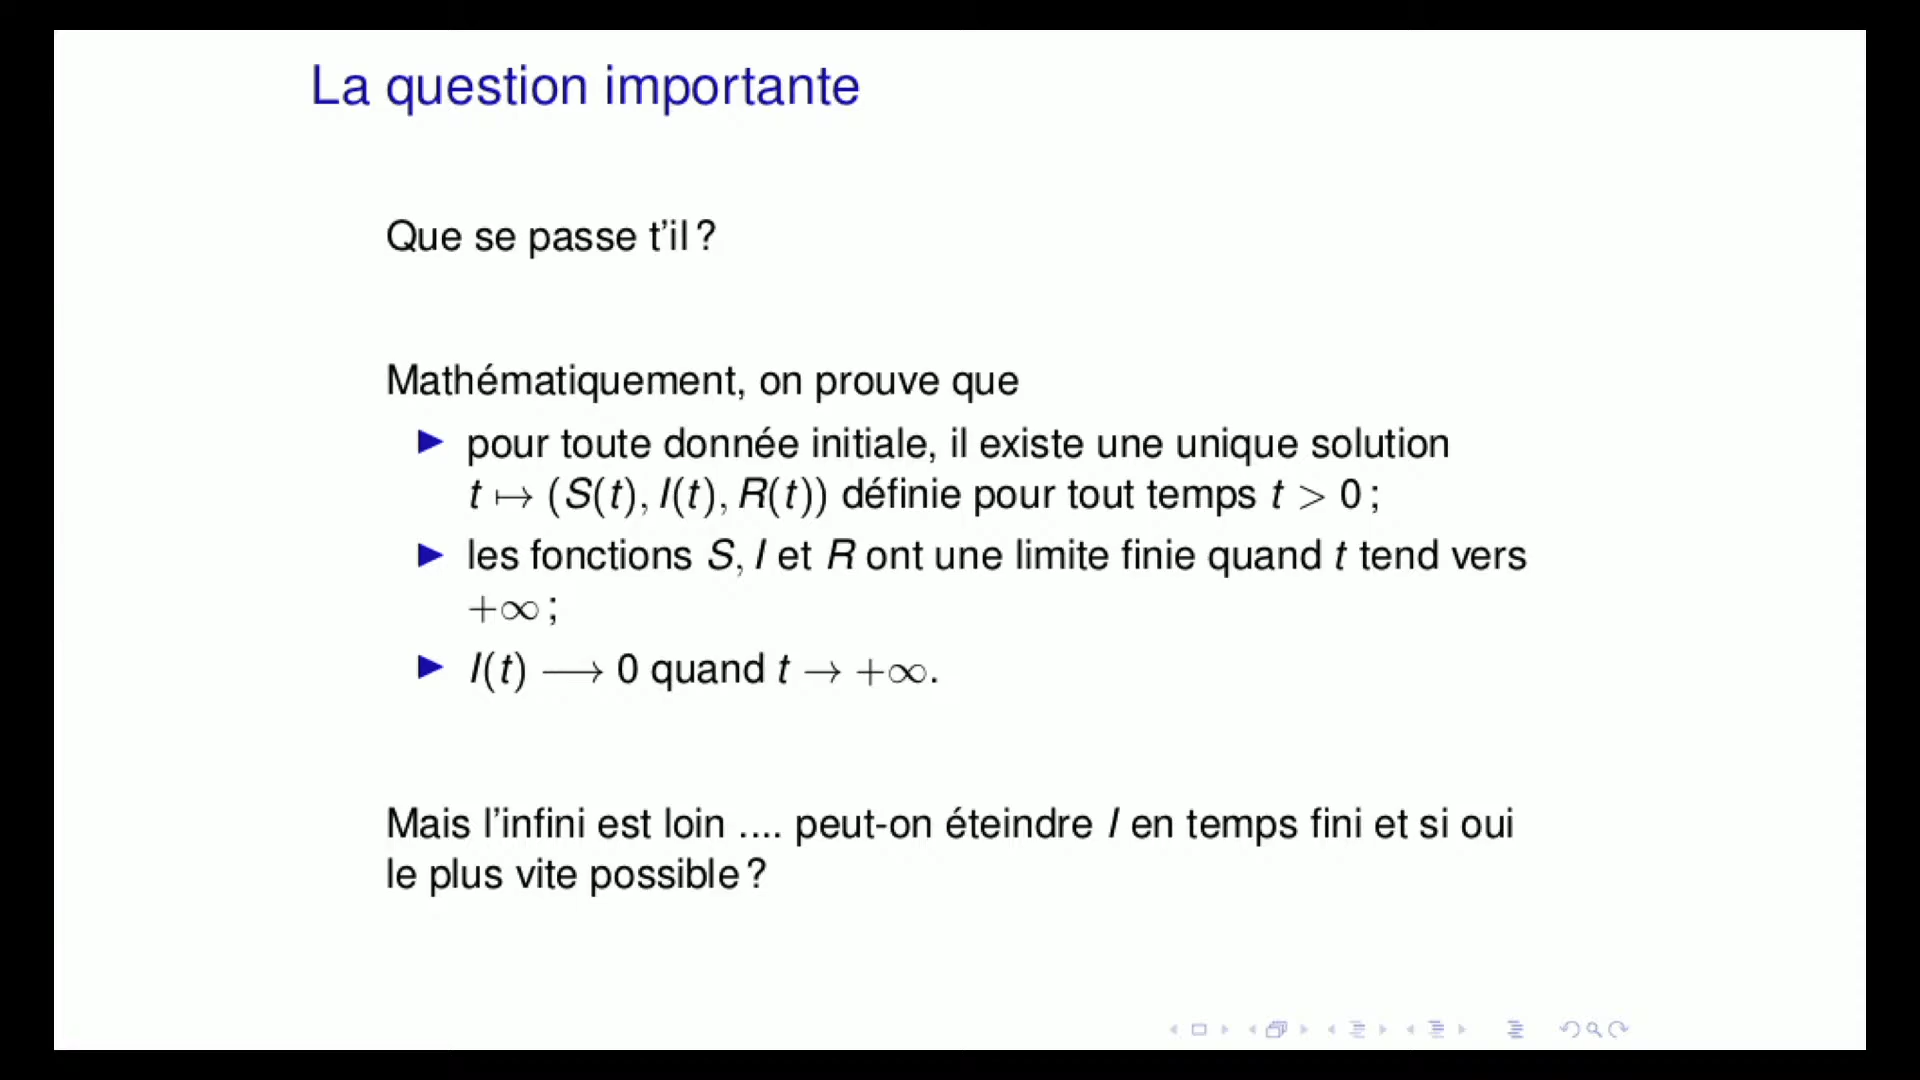 La question importante
Que se passe t'il ?
Mathématiquement, on prouve que
▶ pour toute donnée initiale, il existe une unique solution
t ↦ (S(t), I(t), R(t)) définie pour tout temps t > 0 ;
▶ les fonctions S, I et R ont une limite finie quand t tend vers
+∞ ;
▶ I(t) ⟶ 0 quand t → +∞.
Mais l'infini est loin .... peut-on éteindre I en temps fini et si oui
le plus vite possible ?